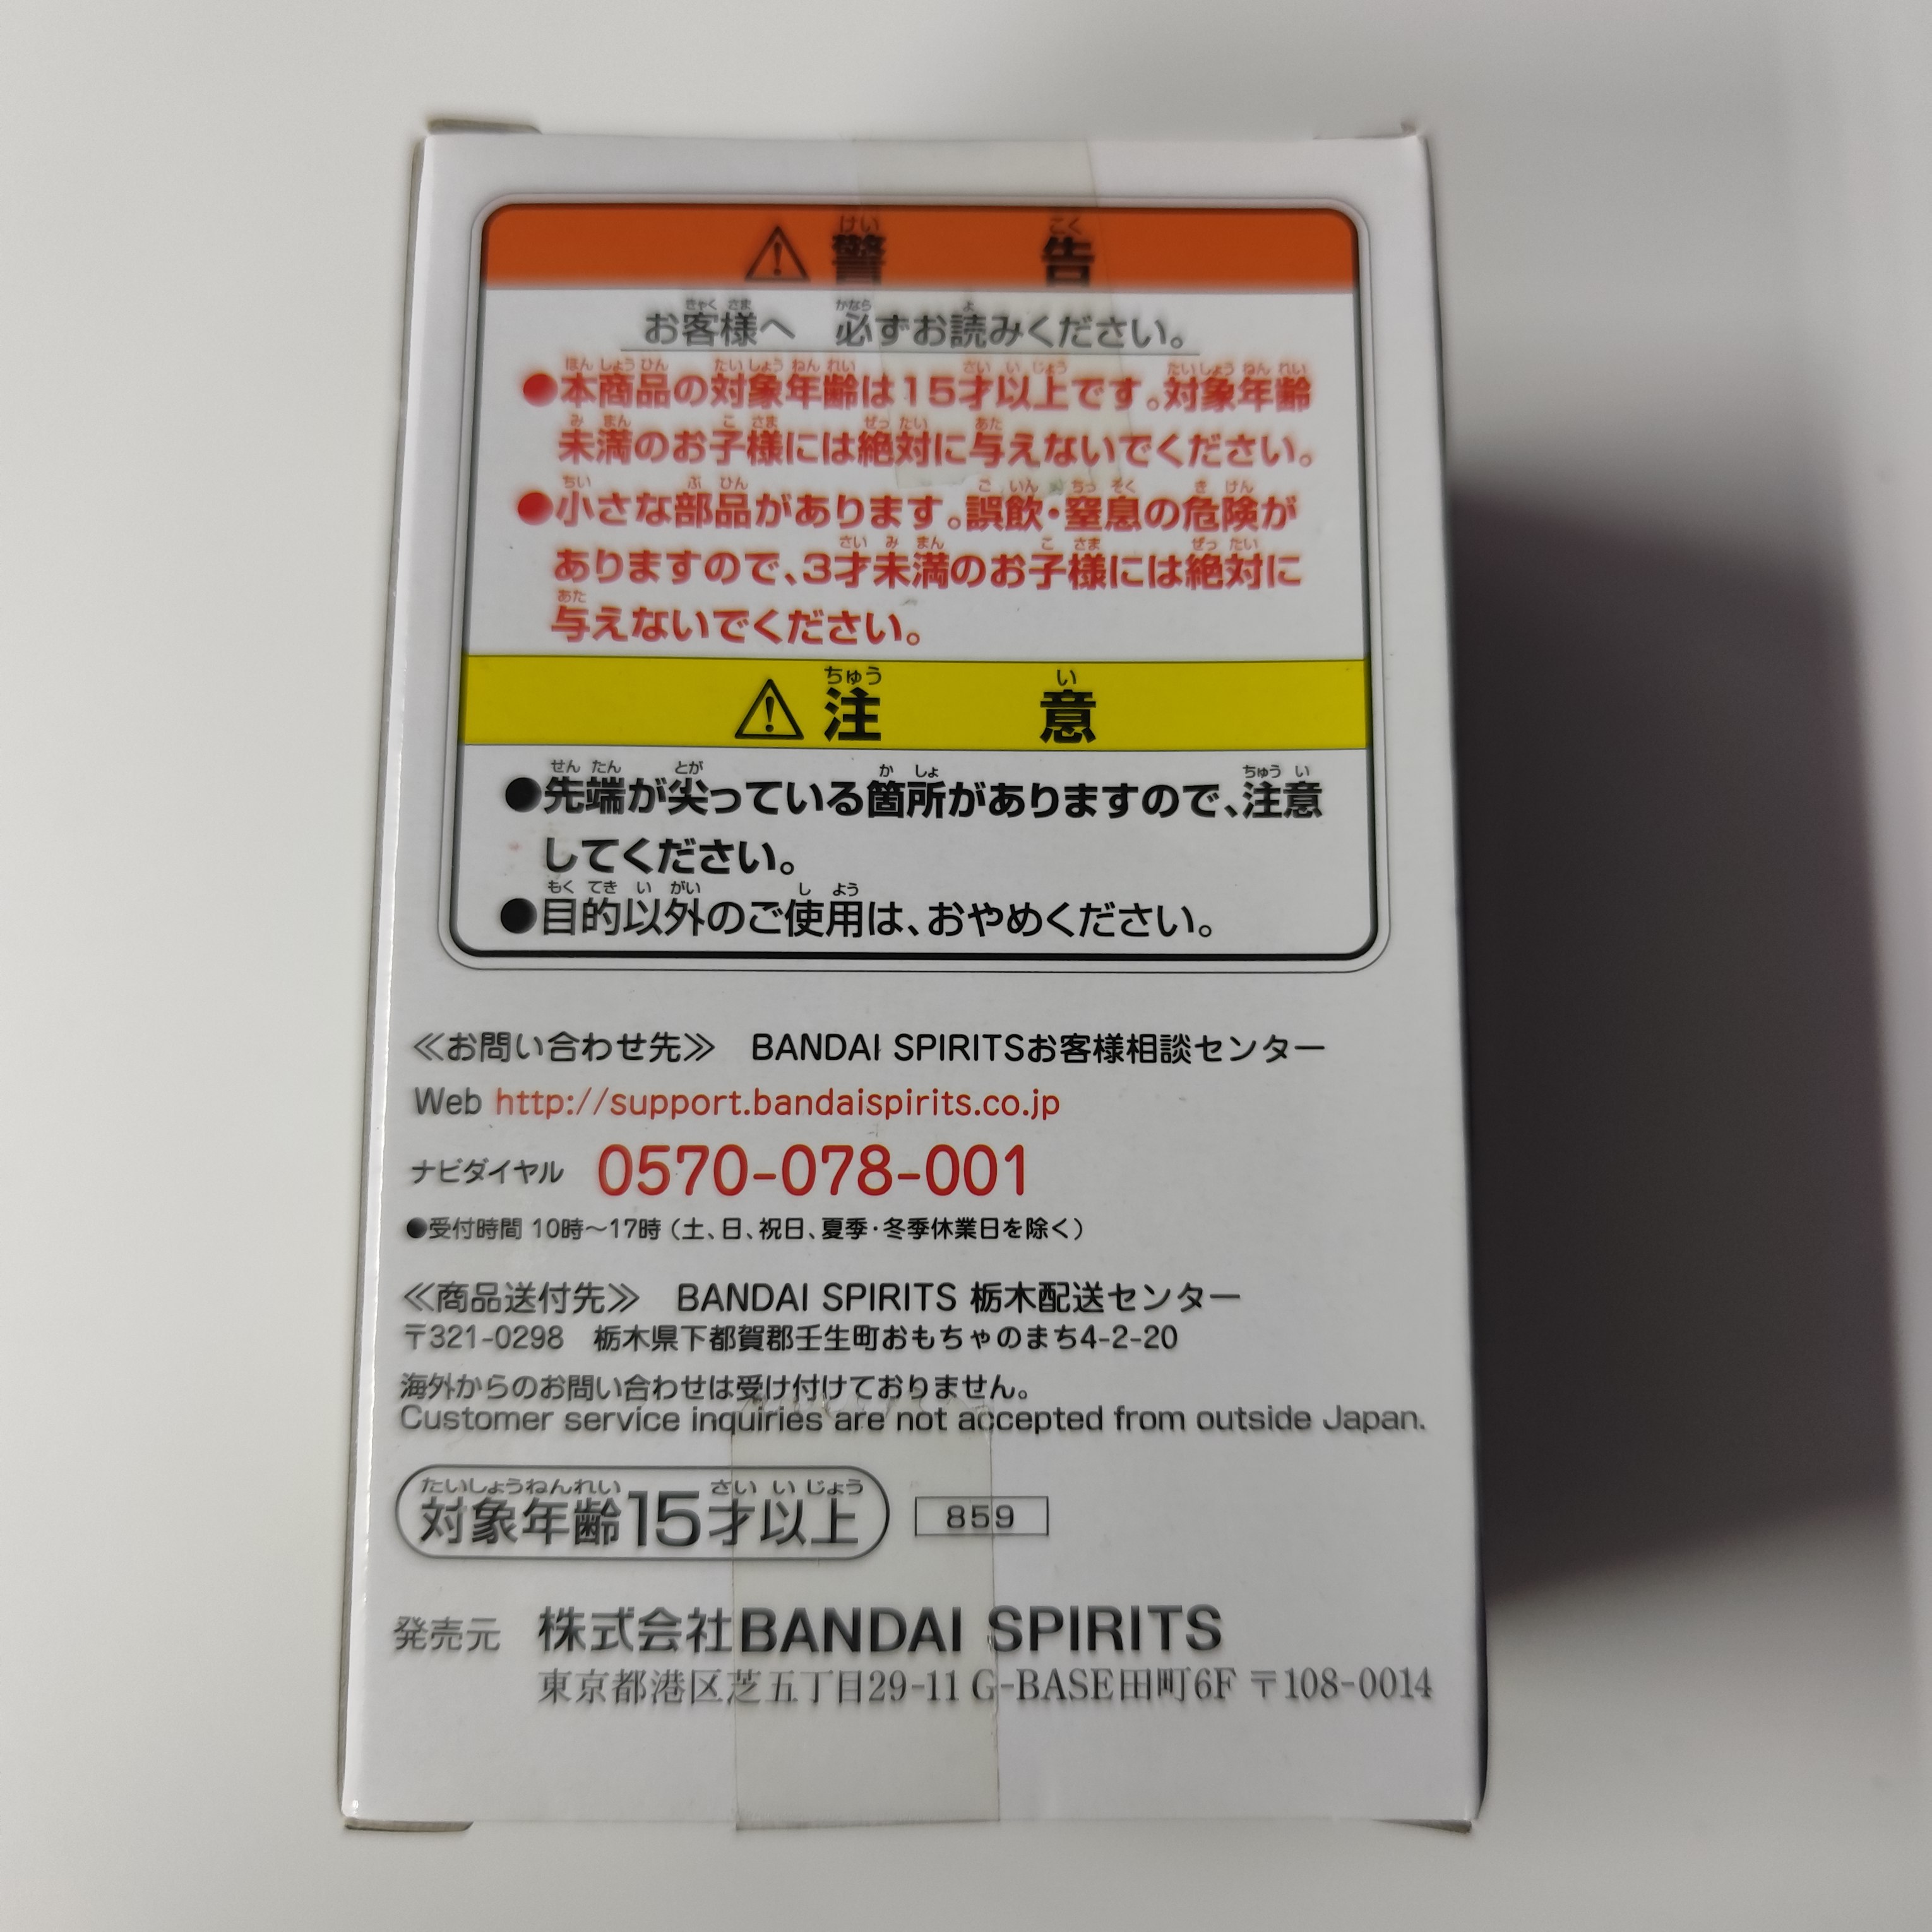 ⚠警告
お客様へ 必ずお読みください。
●本商品の対象年齢は15才以上です。対象年齢
未満のお子様には絶対に与えないでください。
●小さな部品があります。誤飲・窒息の危険が
ありますので、3才未満のお子様には絶対に
与えないでください。
⚠注意
●先端が尖っている箇所がありますので、注意
してください。
●目的以外のご使用は、おやめください。
≪お問い合わせ先≫ BANDAI SPIRITSお客様相談センター
Web http://support.bandaispirits.co.jp
ナビダイヤル 0570-078-001
●受付時間 10時～17時（土、日、祝日、夏季・冬季休業日を除く）
≪商品送付先≫ BANDAI SPIRITS 栃木配送センター
〒321-0298 栃木県下都賀郡壬生町おもちゃのまち4-2-20
海外からのお問い合わせは受け付けておりません。
Customer service inquiries are not accepted from outside Japan.
対象年齢15才以上 859
発売元 株式会社BANDAI SPIRITS
東京都港区芝五丁目29-11 G-BASE田町6F 〒108-0014